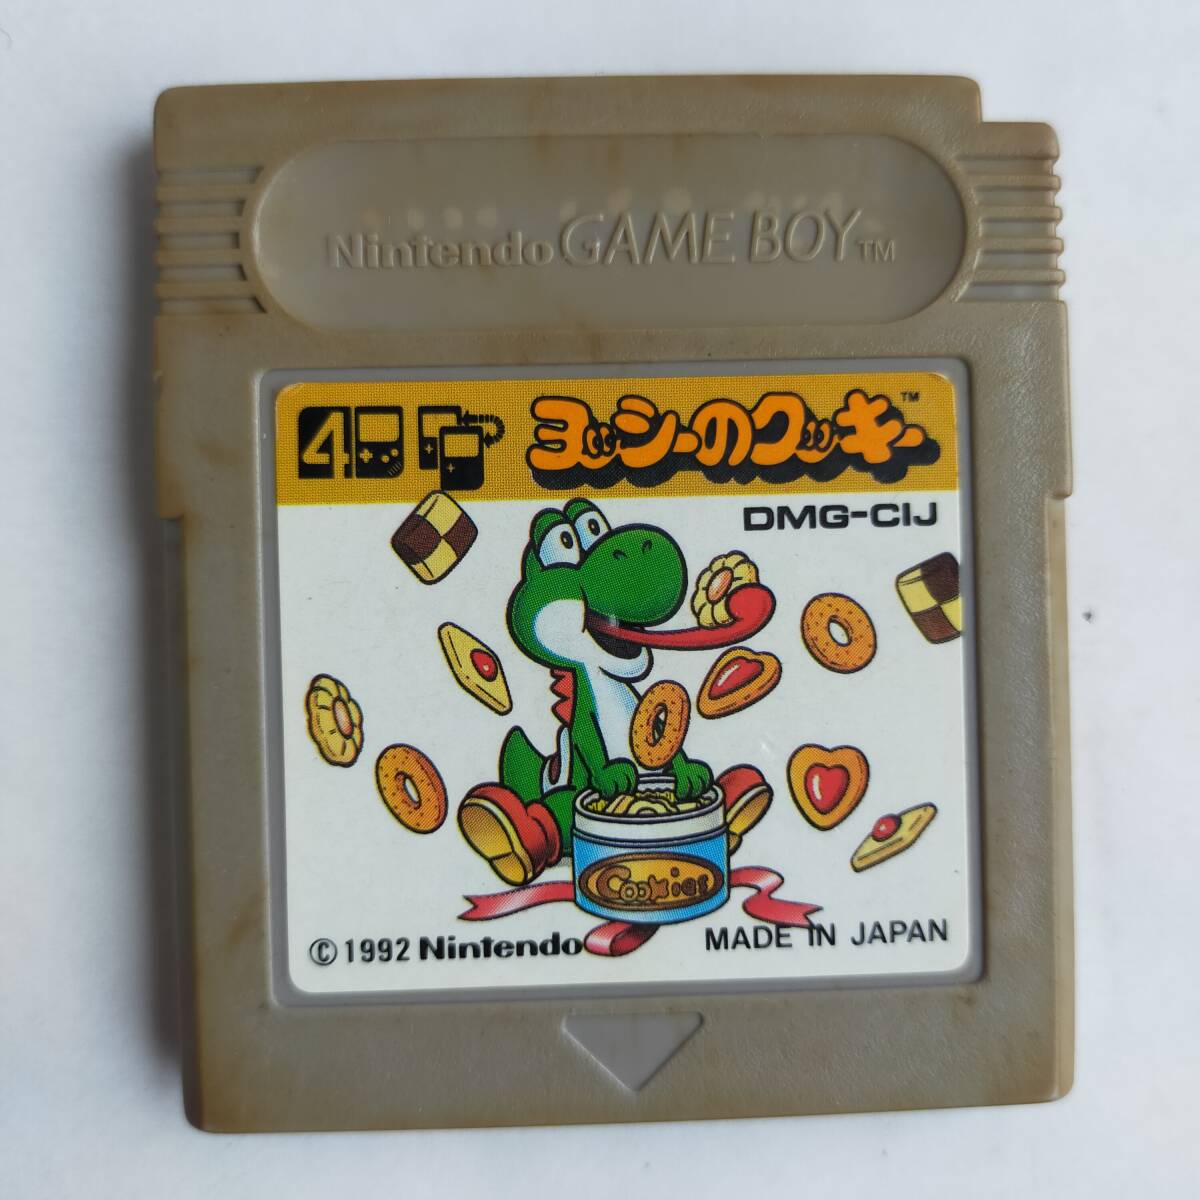 Nintendo GAME BOY™
4 ヨッシーのクッキー™
DMG-CIJ
Cookies
© 1992 Nintendo
MADE IN JAPAN